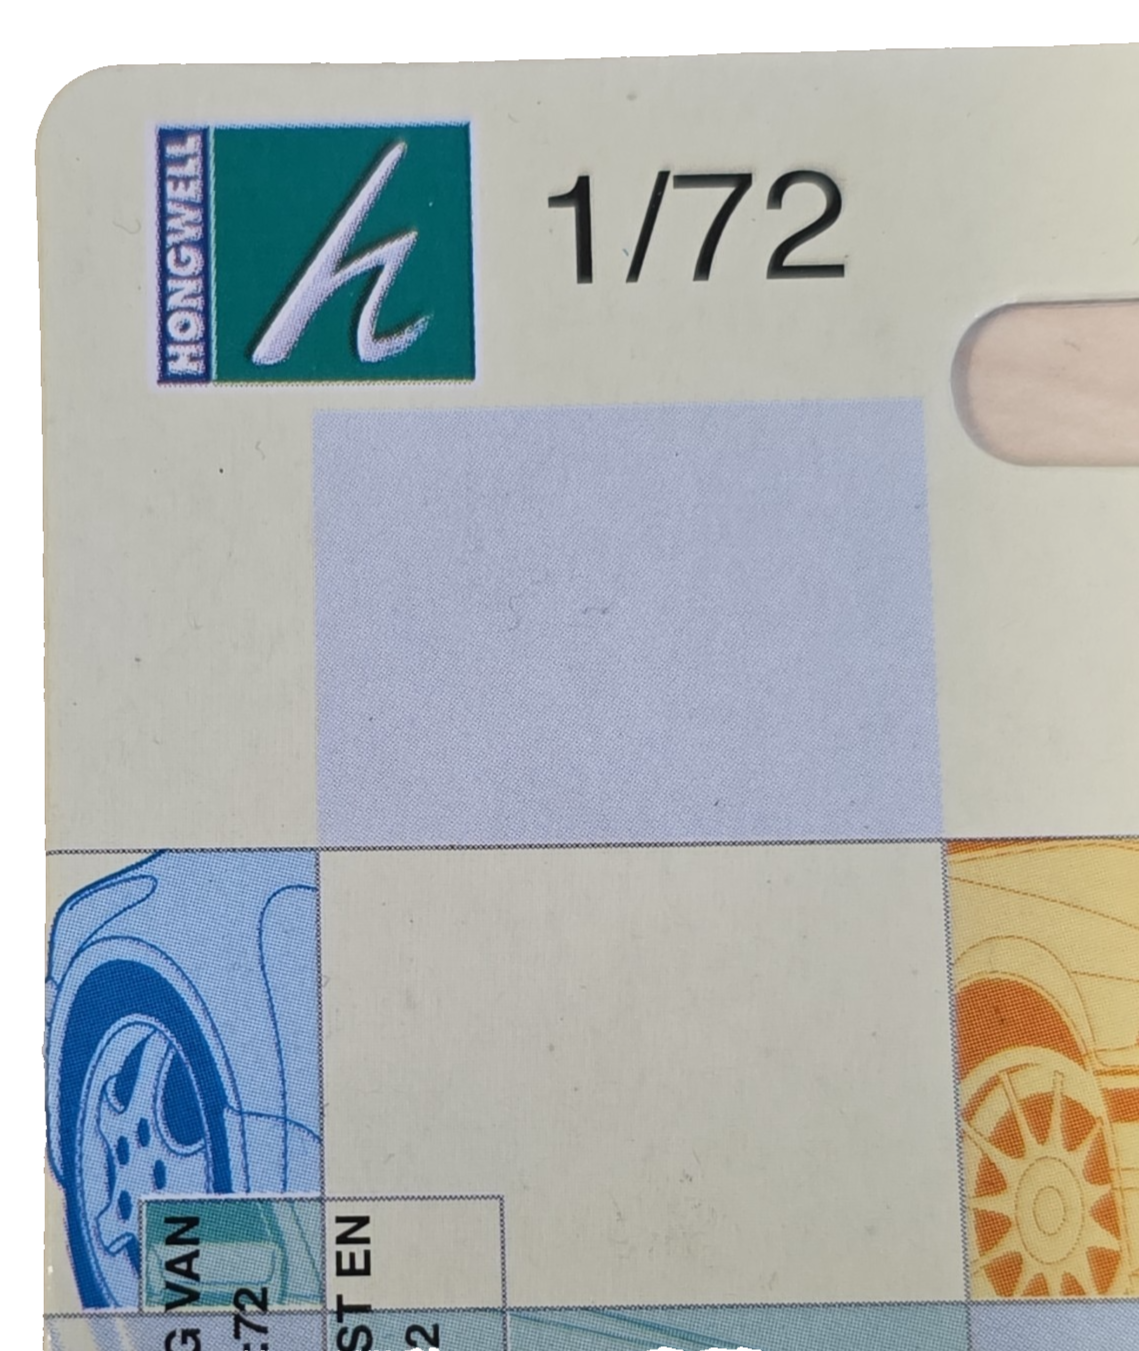 HONGWELL
h
1/72
G VAN
:72
ST EN
2